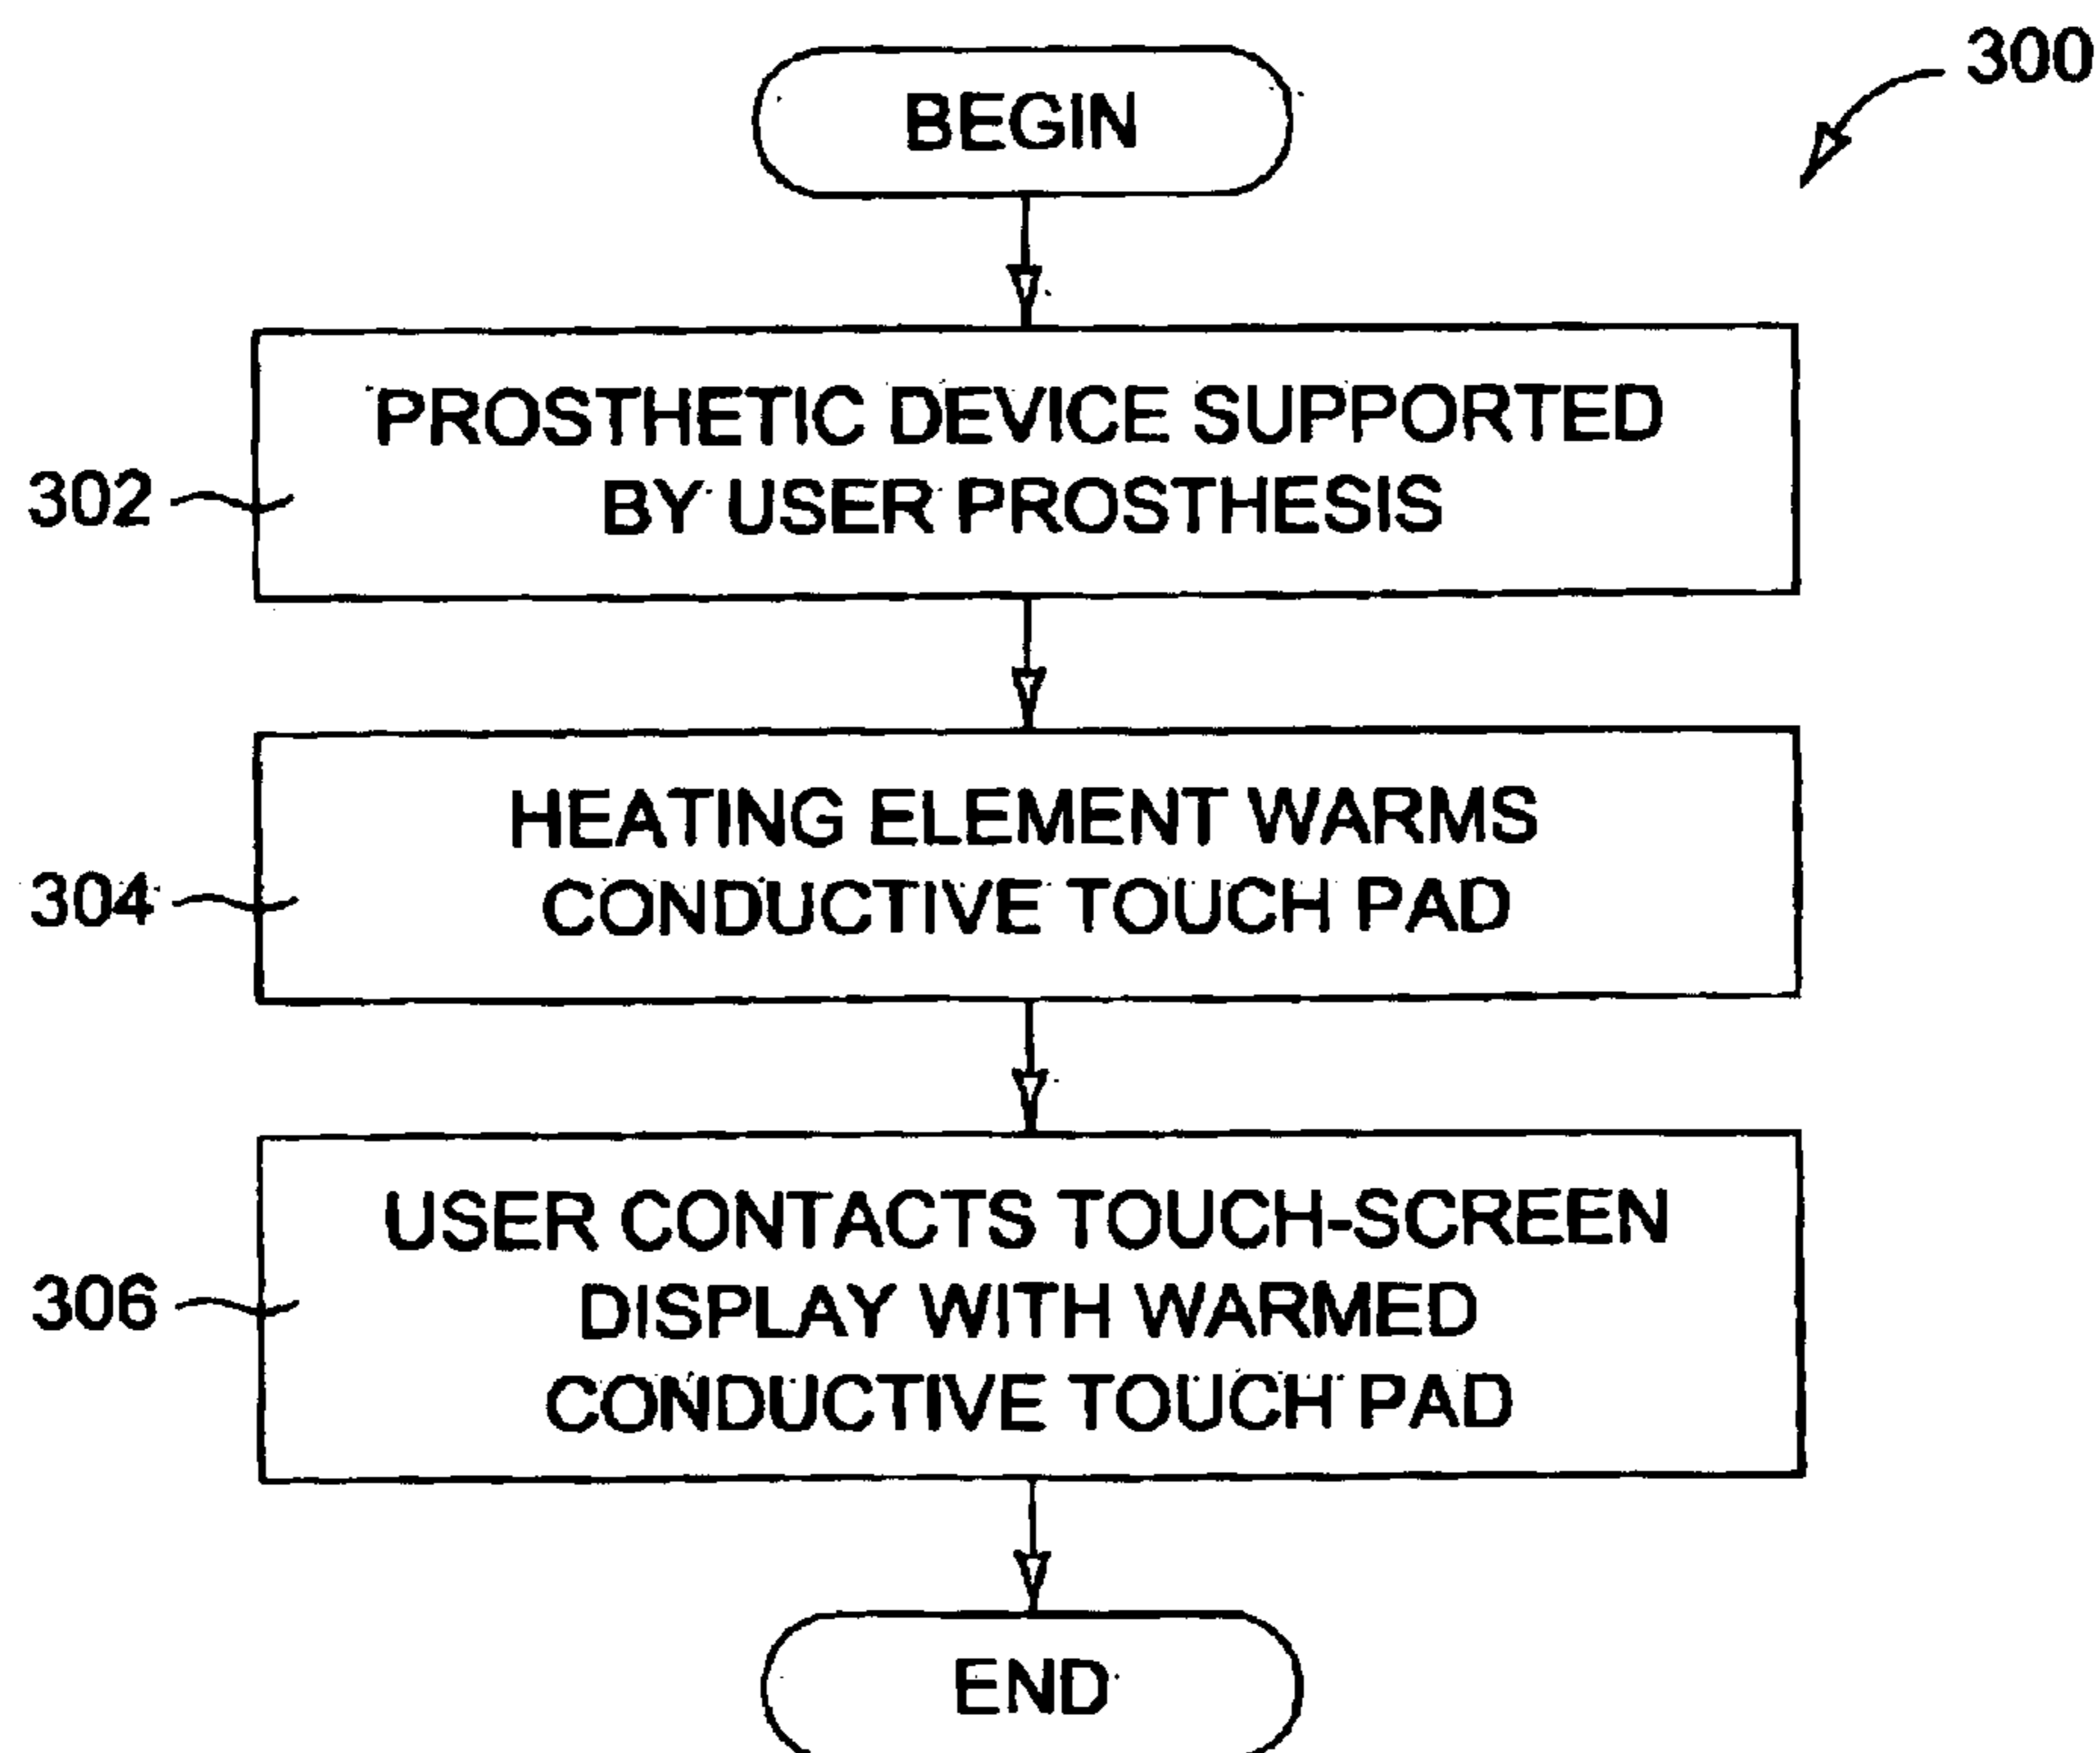 300
BEGIN
PROSTHETIC DEVICE SUPPORTED
BY USER PROSTHESIS
302
HEATING ELEMENT WARMS
CONDUCTIVE TOUCH PAD
304
USER CONTACTS TOUCH-SCREEN
DISPLAY WITH WARMED
CONDUCTIVE TOUCH PAD
306
END